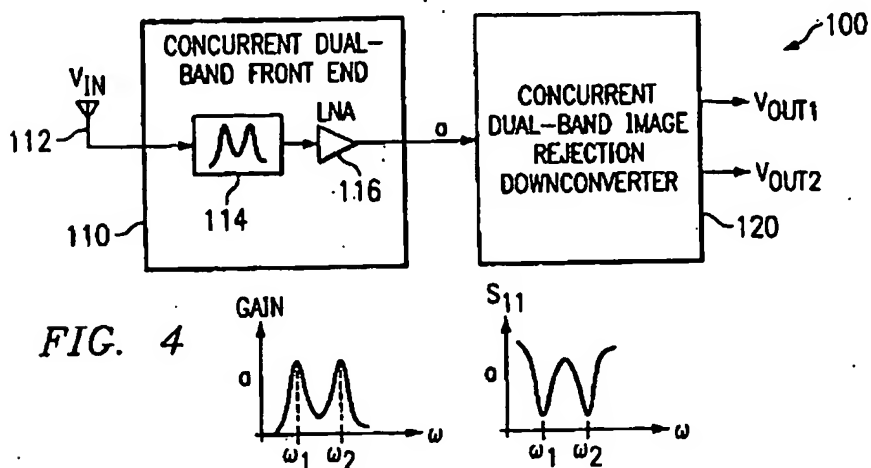 100
CONCURRENT DUAL-
BAND FRONT END
V_IN
112
LNA
114
116
110
a
CONCURRENT
DUAL-BAND IMAGE
REJECTION
DOWNCONVERTER
V_OUT1
V_OUT2
120
FIG. 4
GAIN
a
ω1 ω2
ω
S11
a
ω1 ω2
ω